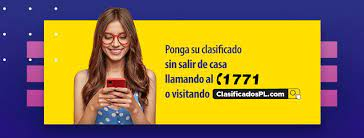 Ponga su clasificado
sin salir de casa
llamando al 1771
o visitando ClasificadosPL.com